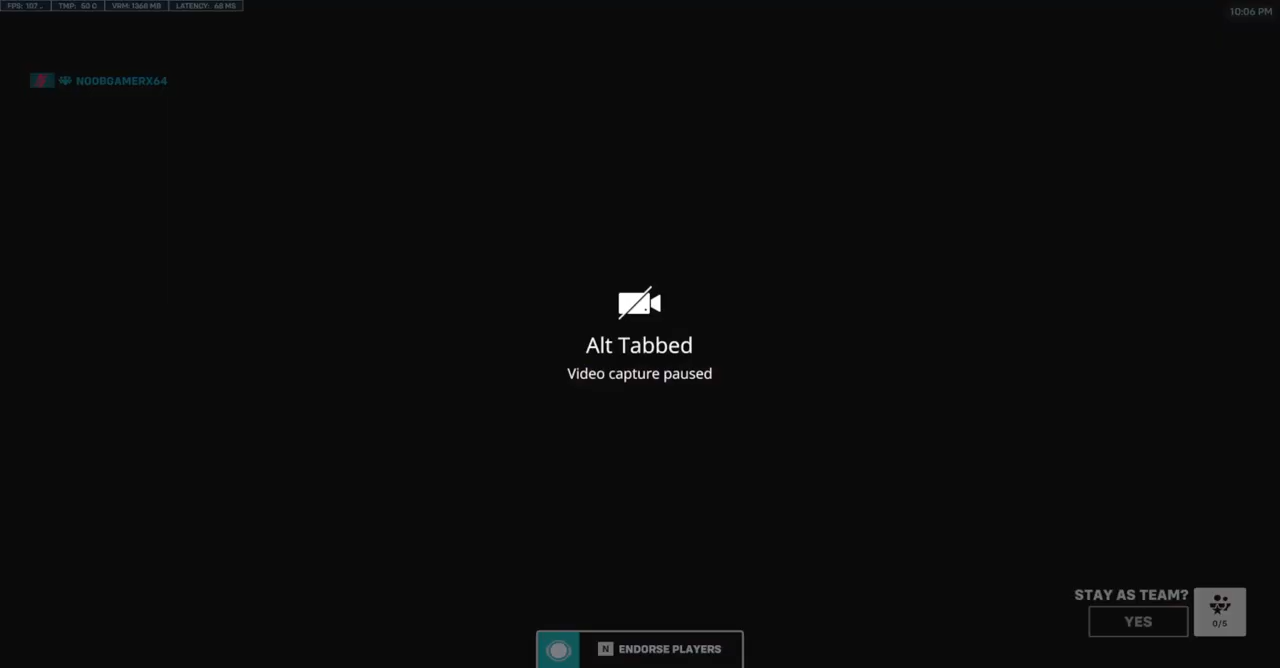 FPS: 107 TMP: 60 C VRM: 1368 MB LATENCY: 68 MS
10:06 PM
NOOBGAMERX64
Alt Tabbed
Video capture paused
STAY AS TEAM?
YES
0/5
N ENDORSE PLAYERS